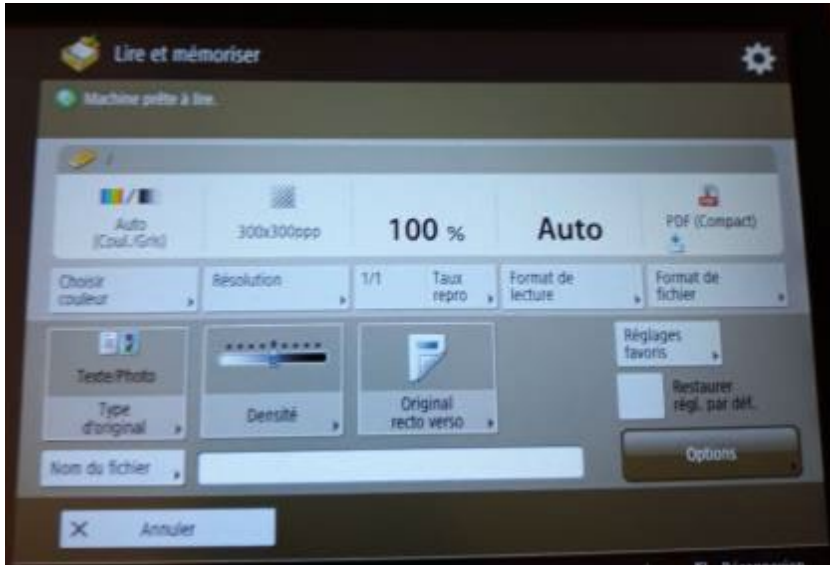 Lire et mémoriser
Machine prête à lire.
/
Auto
(Coul./Gris)
300x300ppp
100 %
Auto
PDF (Compact)
Choisir
couleur
Résolution
1/1
Taux
repro
Format de
lecture
Format de
fichier
Texte/Photo
Type
d'original
Densité
Original
recto verso
Réglages
favoris
Restaurer
régl. par déf.
Options
Nom du fichier
Annuler